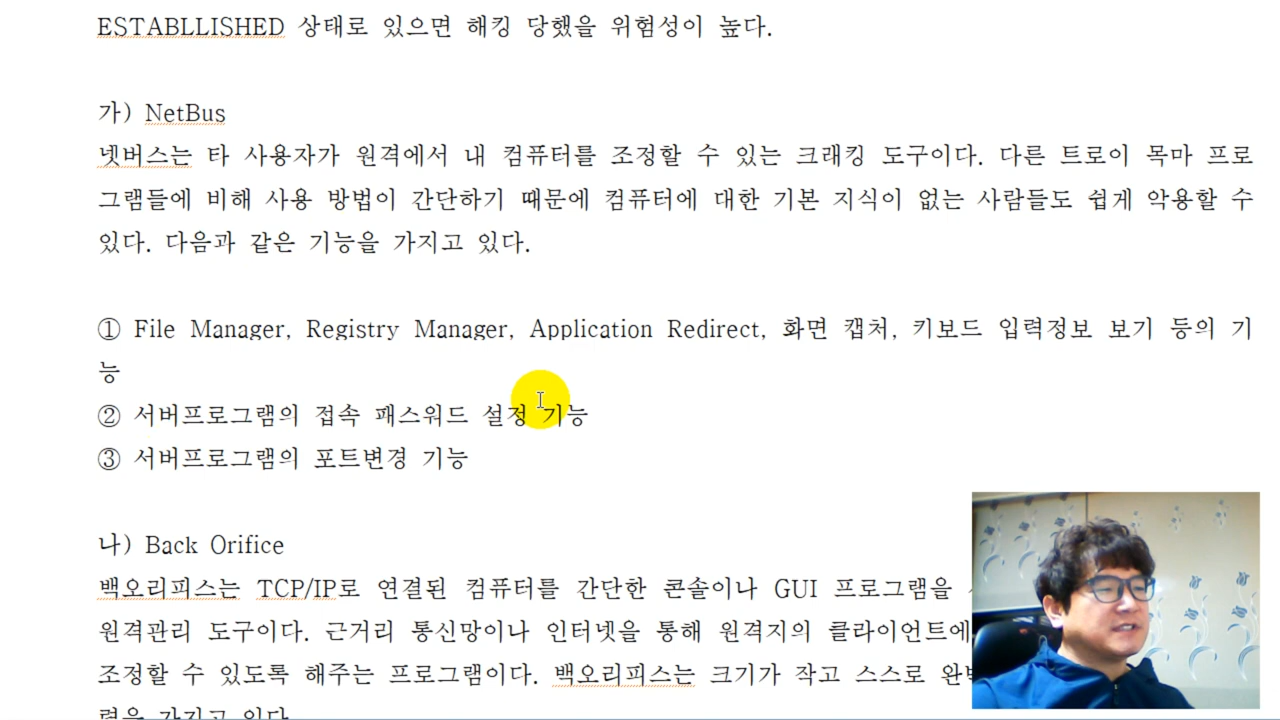 ESTABLLISHED 상태로 있으면 해킹 당했을 위험성이 높다.
가) NetBus
넷버스는 타 사용자가 원격에서 내 컴퓨터를 조정할 수 있는 크래킹 도구이다. 다른 트로이 목마 프로
그램들에 비해 사용 방법이 간단하기 때문에 컴퓨터에 대한 기본 지식이 없는 사람들도 쉽게 악용할 수
있다. 다음과 같은 기능을 가지고 있다.
① File Manager, Registry Manager, Application Redirect, 화면 캡처, 키보드 입력정보 보기 등의 기
능
② 서버프로그램의 접속 패스워드 설정 기능
③ 서버프로그램의 포트변경 기능
나) Back Orifice
백오리피스는 TCP/IP로 연결된 컴퓨터를 간단한 콘솔이나 GUI 프로그램을
원격관리 도구이다. 근거리 통신망이나 인터넷을 통해 원격지의 클라이언트에
조정할 수 있도록 해주는 프로그램이다. 백오리피스는 크기가 작고 스스로
력을 가지고 있다